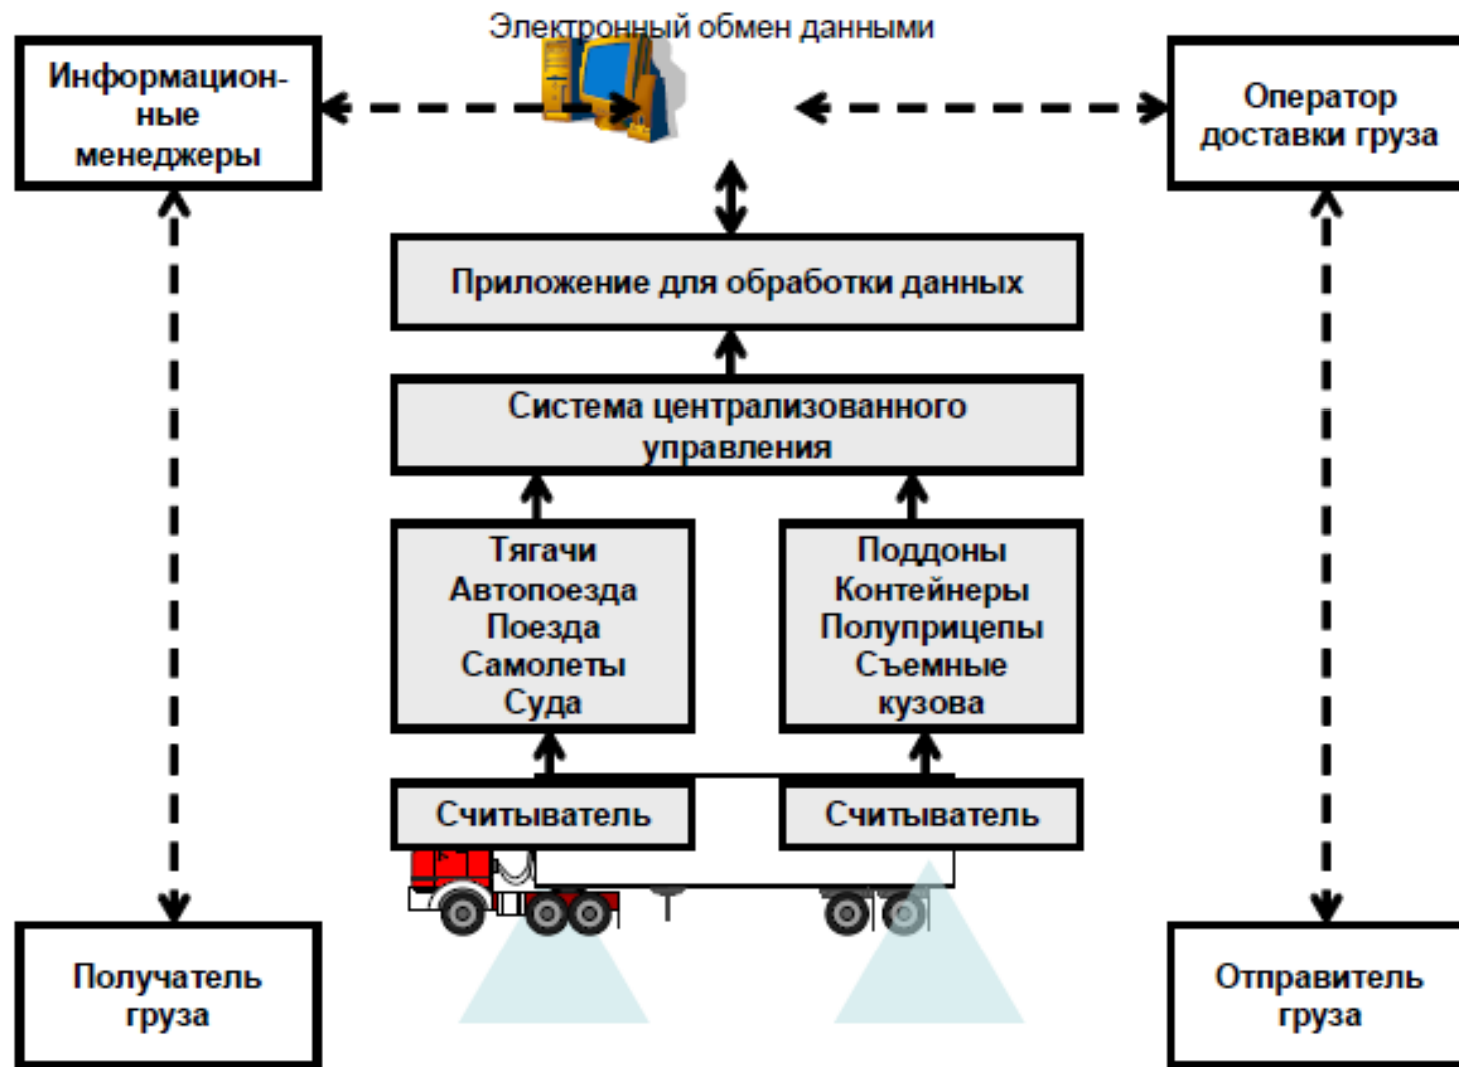 Электронный обмен данными
Информацион-
ные
менеджеры
Оператор
доставки груза
Приложение для обработки данных
Система централизованного
управления
Тягачи
Автопоезда
Поезда
Самолеты
Суда
Поддоны
Контейнеры
Полуприцепы
Съемные
кузова
Считыватель
Считыватель
Получатель
груза
Отправитель
груза